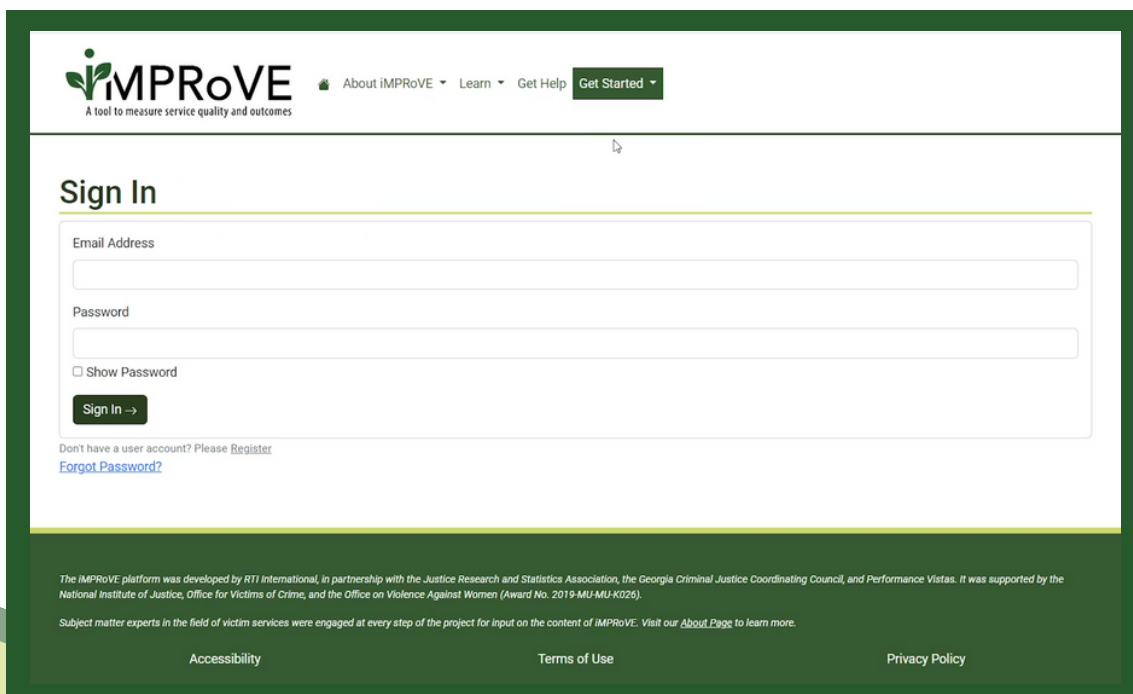 iMPRoVE
A tool to measure service quality and outcomes
About iMPRoVE Learn Get Help Get Started
Sign In
Email Address
Password
Show Password
Sign In →
Don't have a user account? Please Register
Forgot Password?
The iMPRoVE platform was developed by RTI International, in partnership with the Justice Research and Statistics Association, the Georgia Criminal Justice Coordinating Council, and Performance Vistas. It was supported by the
National Institute of Justice, Office for Victims of Crime, and the Office on Violence Against Women (Award No. 2019-MU-MU-K026).
Subject matter experts in the field of victim services were engaged at every step of the project for input on the content of iMPRoVE. Visit our About Page to learn more.
Accessibility Terms of Use Privacy Policy